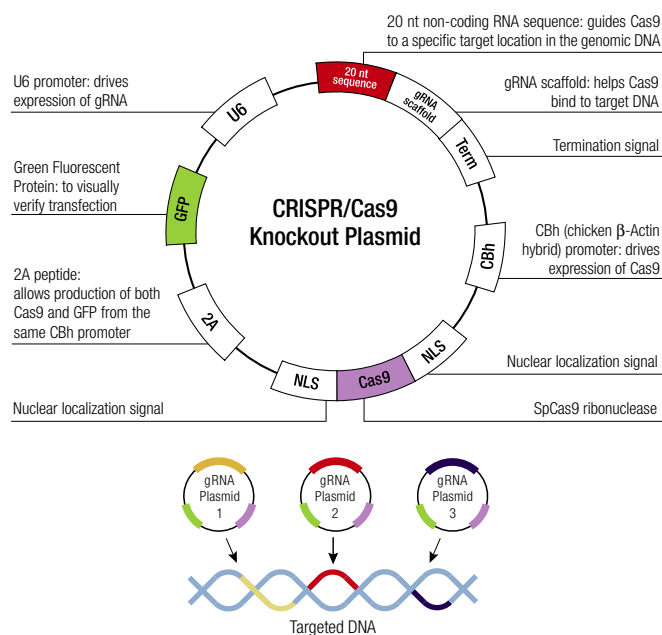 20 nt non-coding RNA sequence: guides Cas9
to a specific target location in the genomic DNA
U6 promoter: drives
expression of gRNA
20 nt
sequence
gRNA
scaffold
gRNA scaffold: helps Cas9
bind to target DNA
U6
Term
Termination signal
Green Fluorescent
Protein: to visually
verify transfection
GFP
CRISPR/Cas9
Knockout Plasmid
CBh
CBh (chicken β-Actin
hybrid) promoter: drives
expression of Cas9
2A peptide:
allows production of both
Cas9 and GFP from the
same CBh promoter
2A
NLS
Cas9
NLS
Nuclear localization signal
Nuclear localization signal
SpCas9 ribonuclease
gRNA
Plasmid
1
gRNA
Plasmid
2
gRNA
Plasmid
3
Targeted DNA